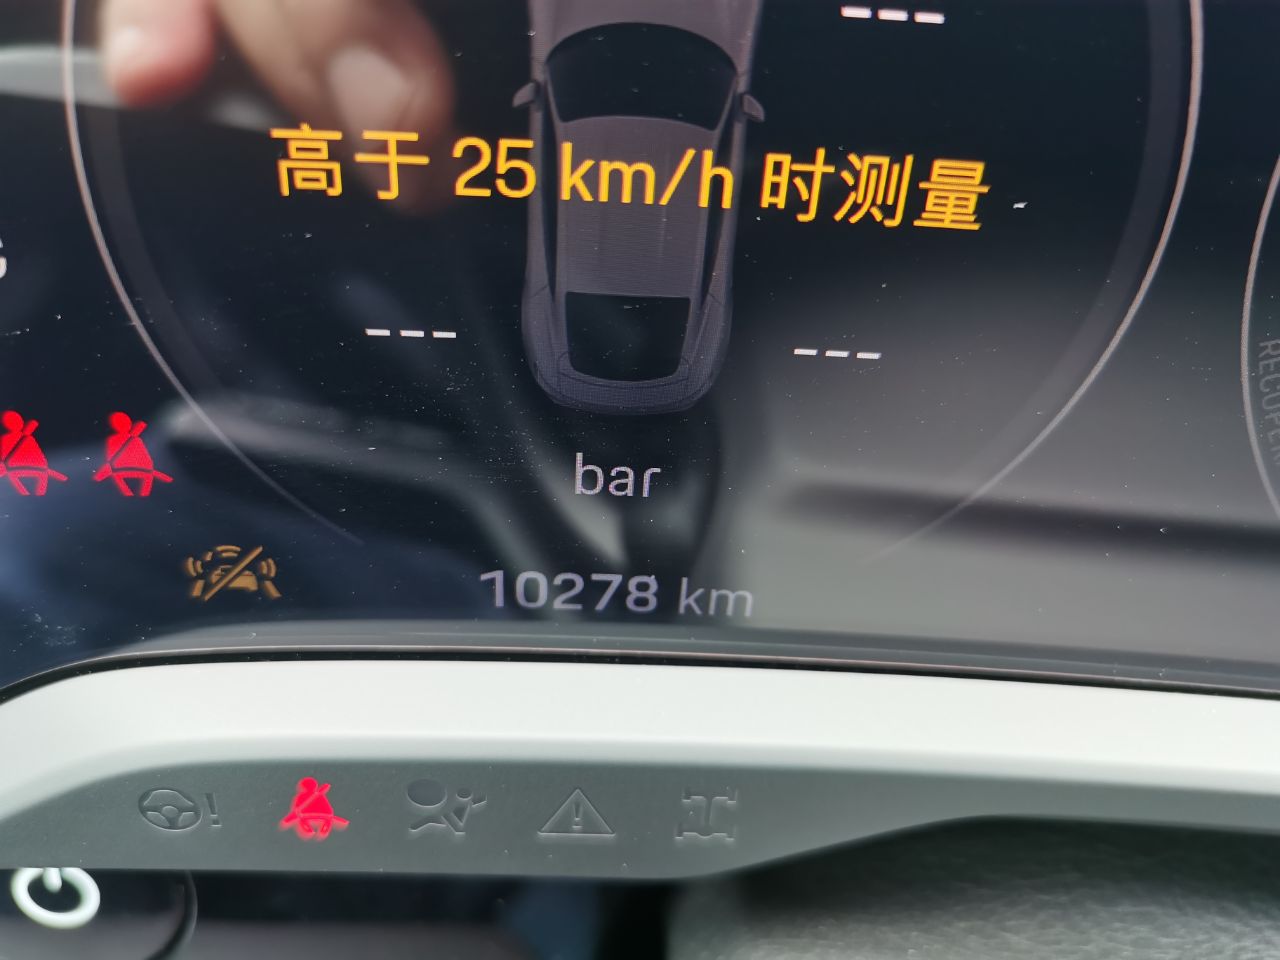 ---
高于 25 km/h 时测量
--- ---
bar
10278 km